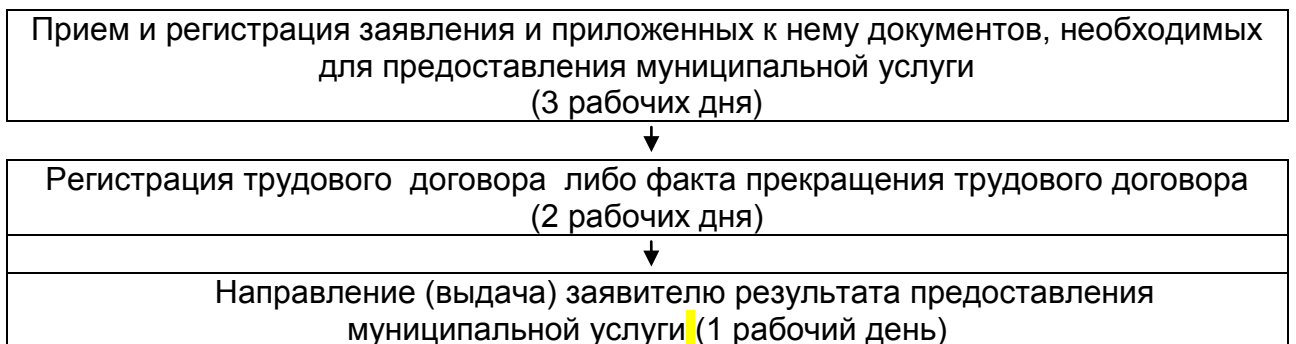 Прием и регистрация заявления и приложенных к нему документов, необходимых
для предоставления муниципальной услуги
(3 рабочих дня)
Регистрация трудового договора либо факта прекращения трудового договора
(2 рабочих дня)
Направление (выдача) заявителю результата предоставления
муниципальной услуги (1 рабочий день)